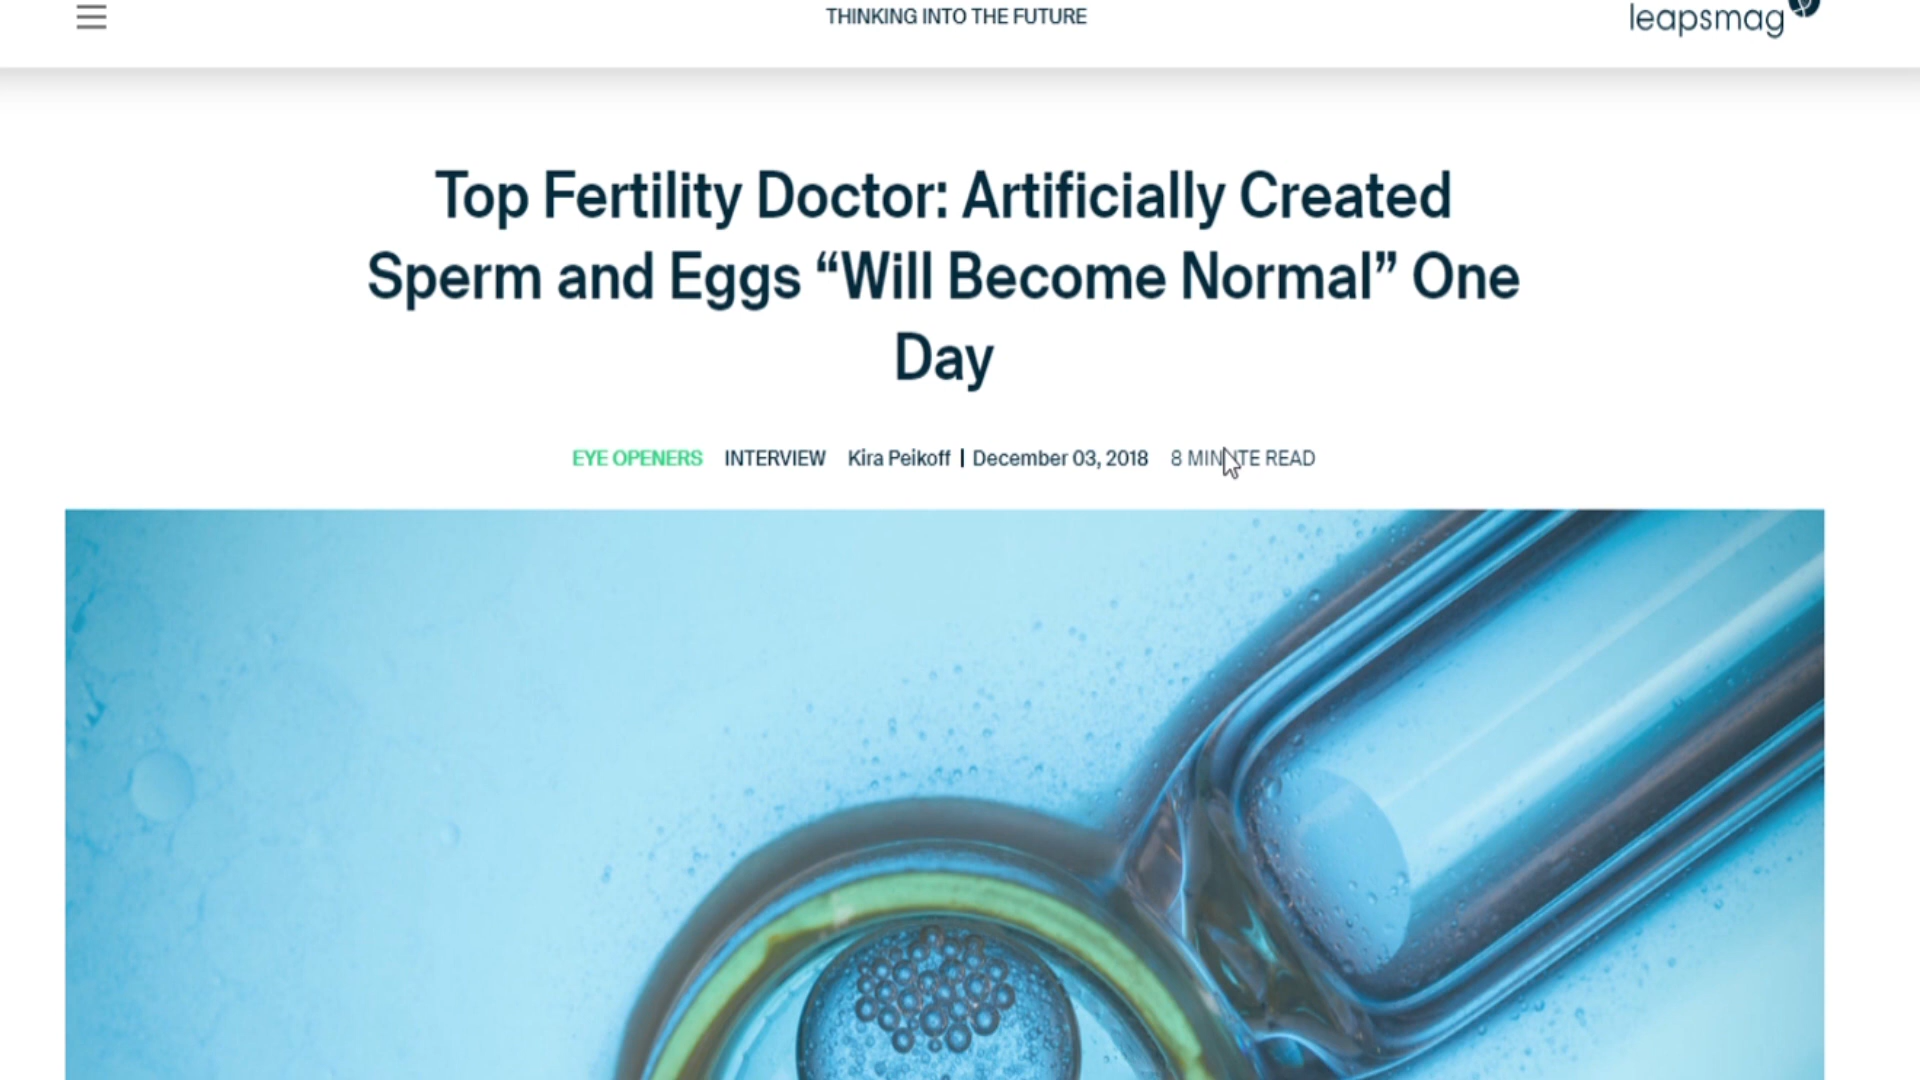 THINKING INTO THE FUTURE
leapsmag
Top Fertility Doctor: Artificially Created
Sperm and Eggs “Will Become Normal” One
Day
EYE OPENERS INTERVIEW Kira Peikoff | December 03, 2018 8 MINUTE READ